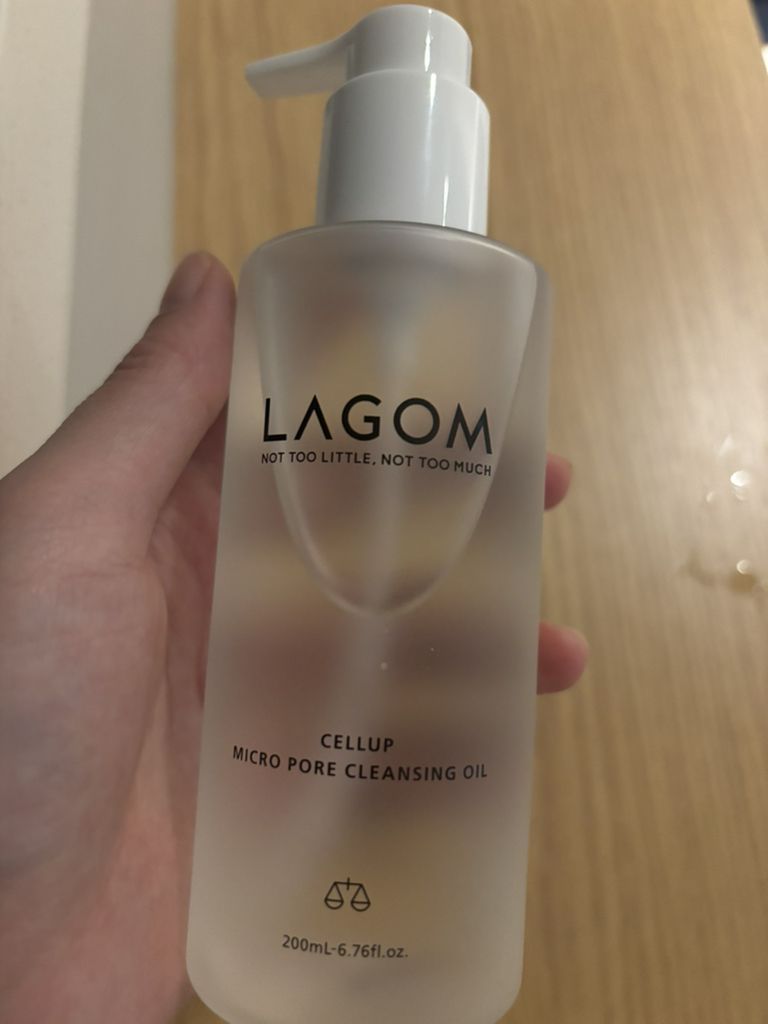 LAGOM
NOT TOO LITTLE, NOT TOO MUCH
CELLUP
MICRO PORE CLEANSING OIL
200mL-6.76fl.oz.